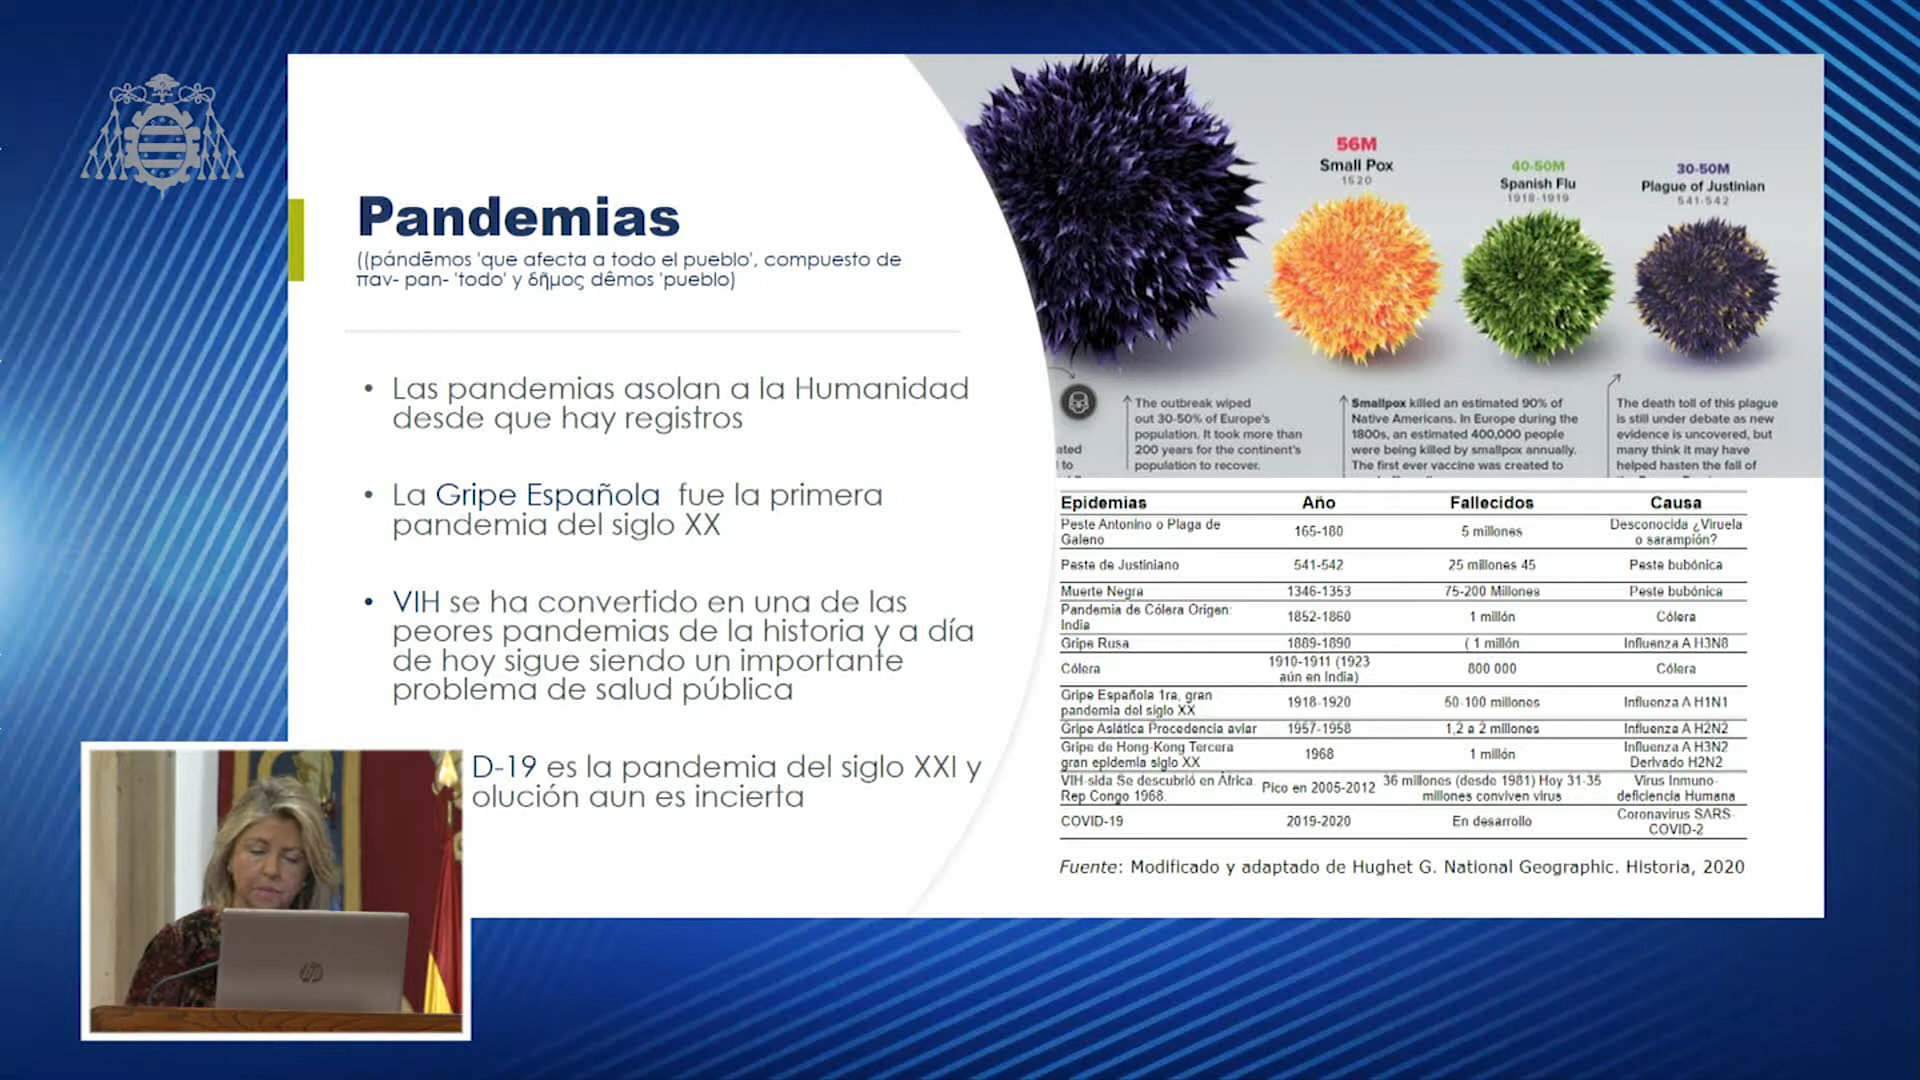 Pandemias
((pándēmos 'que afecta a todo el pueblo', compuesto de
παν- pan- 'todo' y δῆμος dêmos 'pueblo)
• Las pandemias asolan a la Humanidad
desde que hay registros
• La Gripe Española fue la primera
pandemia del siglo XX
• VIH se ha convertido en una de las
peores pandemias de la historia y a día
de hoy sigue siendo un importante
problema de salud pública
D-19 es la pandemia del siglo XXI y
olución aun es incierta
56M
Small Pox
1520
40-50M
Spanish Flu
1918-1919
30-50M
Plague of Justinian
541-542
ated
to
The outbreak wiped
out 30-50% of Europe's
population. It took more than
200 years for the continent's
population to recover.
Smallpox killed an estimated 90% of
Native Americans. In Europe during the
1800s, an estimated 400,000 people
were being killed by smallpox annually.
The first ever vaccine was created to
The death toll of this plague
is still under debate as new
evidence is uncovered, but
many think it may have
helped hasten the fall of
Epidemias Año Fallecidos Causa
Peste Antonino o Plaga de
Galeno 165-180 5 millones Desconocida ¿Viruela
o sarampión?
Peste de Justiniano 541-542 25 millones 45 Peste bubónica
Muerte Negra 1346-1353 75-200 Millones Peste bubónica
Pandemia de Cólera Origen:
India 1852-1860 1 millón Cólera
Gripe Rusa 1889-1890 ( 1 millón Influenza A H3N8
Cólera 1910-1911 (1923
aún en India) 800 000 Cólera
Gripe Española 1ra, gran
pandemia del siglo XX 1918-1920 50-100 millones Influenza A H1N1
Gripe Asiática Procedencia aviar 1957-1958 1,2 a 2 millones Influenza A H2N2
Gripe de Hong-Kong Tercera
gran epidemia siglo XX 1968 1 millón Influenza A H3N2
Derivado H2N2
VIH-sida Se descubrió en África.
Rep Congo 1968. Pico en 2005-2012 36 millones (desde 1981) Hoy 31-35
millones conviven virus Virus Inmuno-
deficiencia Humana
COVID-19 2019-2020 En desarrollo Coronavirus SARS-
COVID-2
Fuente: Modificado y adaptado de Hughet G. National Geographic. Historia, 2020
hp